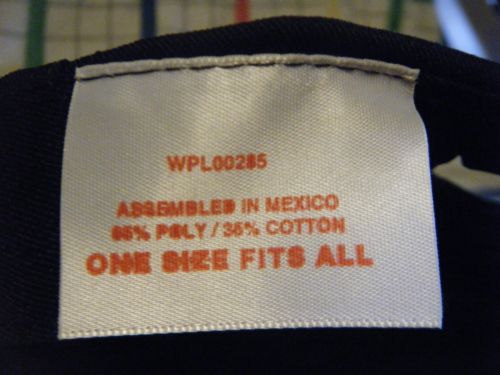 WPL00285
ASSEMBLED IN MEXICO
65% POLY / 35% COTTON
ONE SIZE FITS ALL